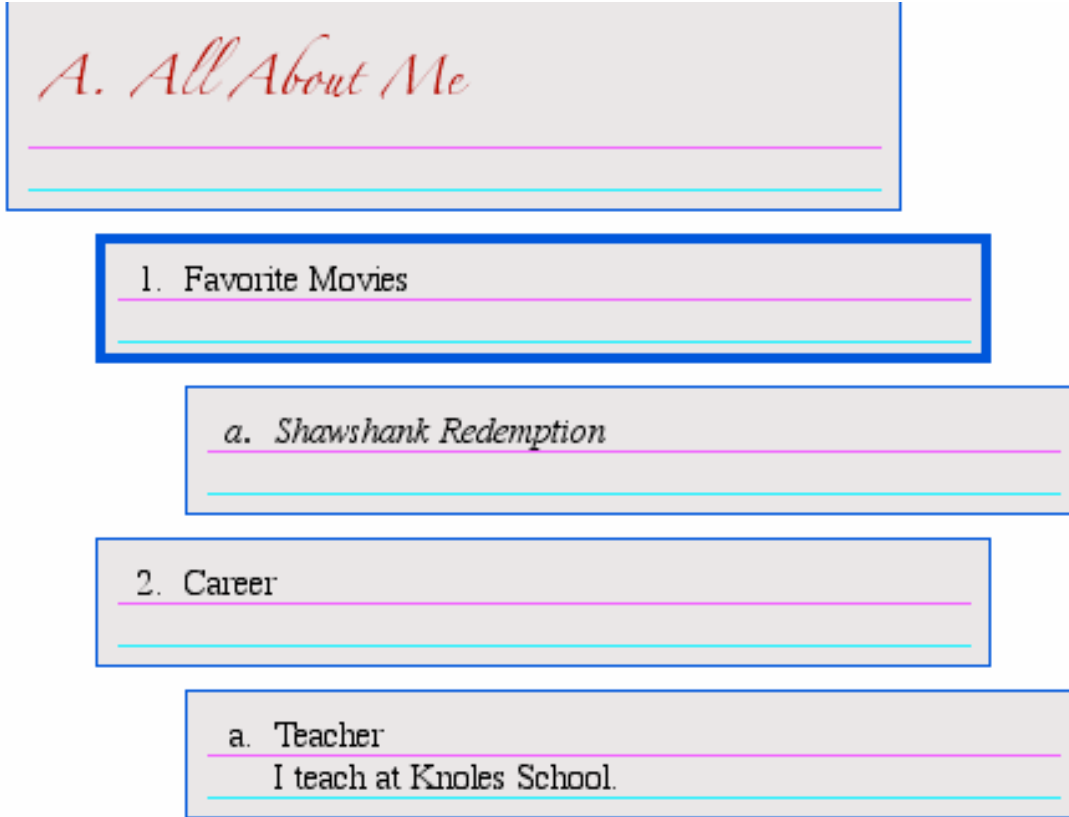 A. All About Me
1. Favorite Movies
a. Shawshank Redemption
2. Career
a. Teacher
I teach at Knoles School.